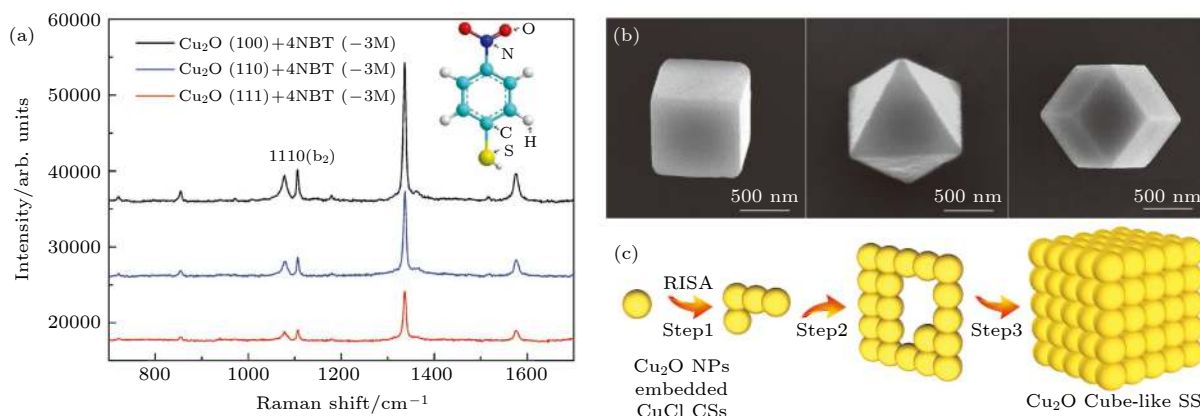 (a)
60000
50000
40000
30000
20000
Intensity/arb. units
Cu₂O (100)+4NBT (−3M)
Cu₂O (110)+4NBT (−3M)
Cu₂O (111)+4NBT (−3M)
O
N
C
H
S
1110(b₂)
800 1000 1200 1400 1600
Raman shift/cm⁻¹
(b)
500 nm 500 nm 500 nm
(c)
RISA
Step1 Step2 Step3
Cu₂O NPs
embedded
CuCl CSs
Cu₂O Cube-like SS